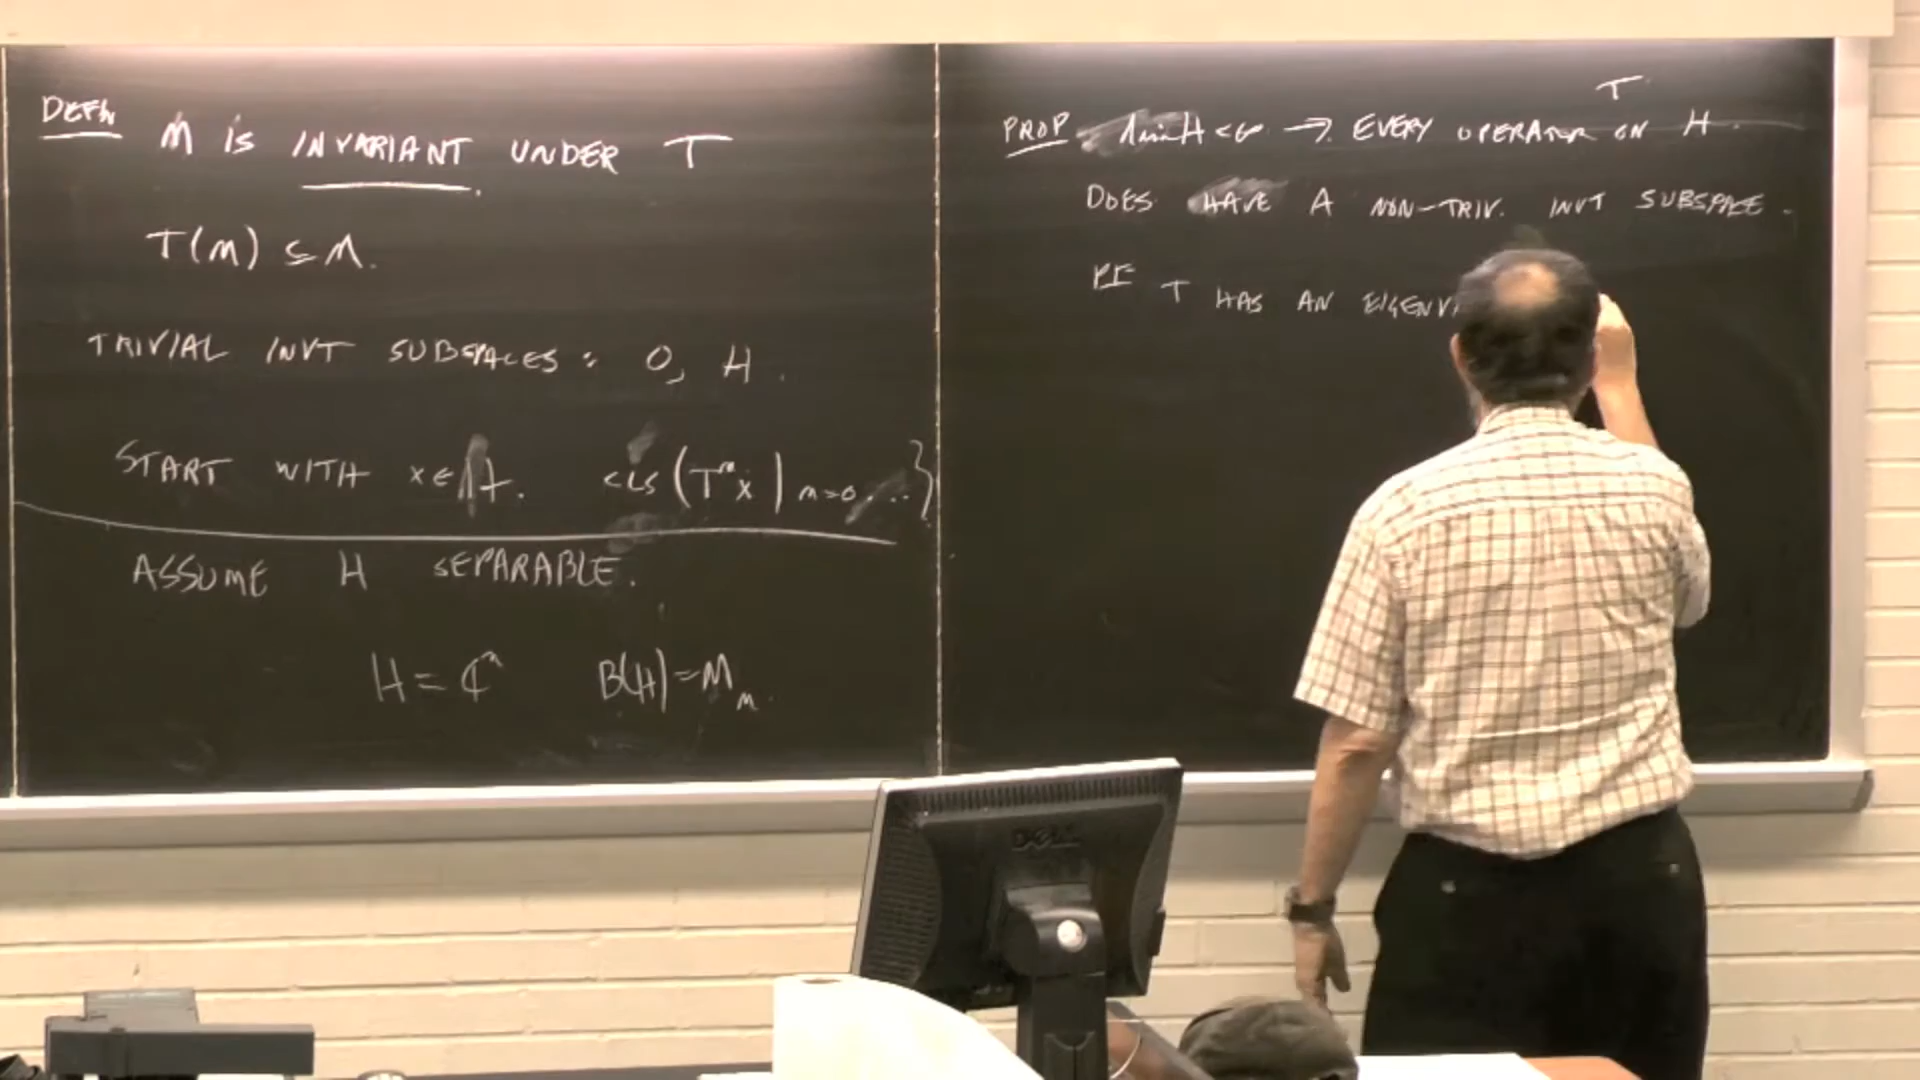 DEFN M IS INVARIANT UNDER T
T(M) ⊆ M.
TRIVIAL INVT SUBSPACES: 0, H.
START WITH x ∈ H. CLS (Tⁿx | n=0, ..}
ASSUME H SEPARABLE.
H = ℂⁿ B(H) = Mₙ.
T
PROP dim H < ∞ → EVERY OPERATOR ON H.
DOES HAVE A NON-TRIV. INVT SUBSPACE.
PF T HAS AN
DELL